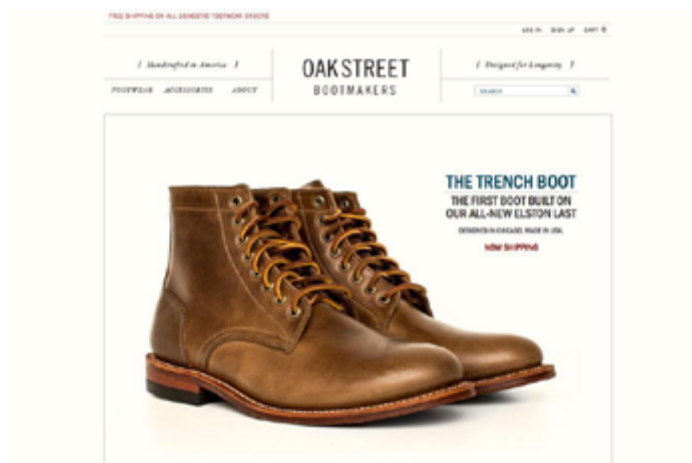 FREE SHIPPING ON ALL DOMESTIC FOOTWEAR ORDERS
LOG IN SIGN UP CART 0
[ Handcrafted in America ]
OAK STREET
BOOTMAKERS
[ Designed for Longevity ]
FOOTWEAR ACCESSORIES ABOUT
SEARCH
THE TRENCH BOOT
THE FIRST BOOT BUILT ON
OUR ALL-NEW ELSTON LAST
DESIGNED IN CHICAGO. MADE IN USA.
NOW SHIPPING